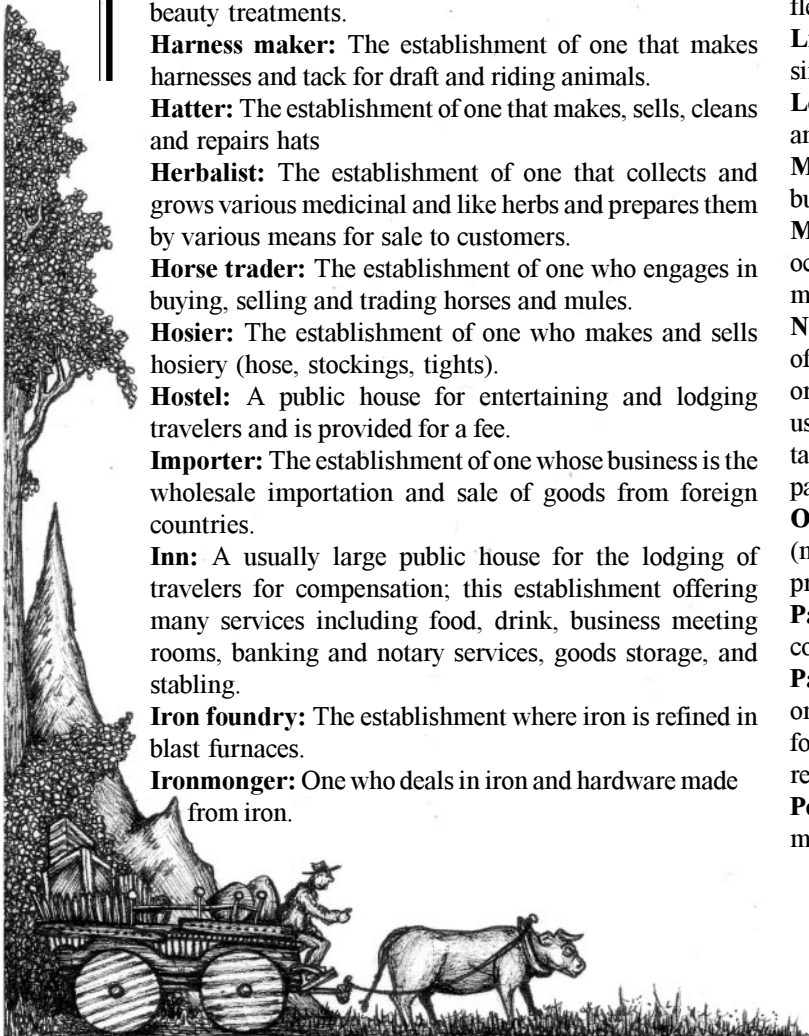 beauty treatments.
Harness maker: The establishment of one that makes
harnesses and tack for draft and riding animals.
Hatter: The establishment of one that makes, sells, cleans
and repairs hats
Herbalist: The establishment of one that collects and
grows various medicinal and like herbs and prepares them
by various means for sale to customers.
Horse trader: The establishment of one who engages in
buying, selling and trading horses and mules.
Hosier: The establishment of one who makes and sells
hosiery (hose, stockings, tights).
Hostel: A public house for entertaining and lodging
travelers and is provided for a fee.
Importer: The establishment of one whose business is the
wholesale importation and sale of goods from foreign
countries.
Inn: A usually large public house for the lodging of
travelers for compensation; this establishment offering
many services including food, drink, business meeting
rooms, banking and notary services, goods storage, and
stabling.
Iron foundry: The establishment where iron is refined in
blast furnaces.
Ironmonger: One who deals in iron and hardware made
from iron.